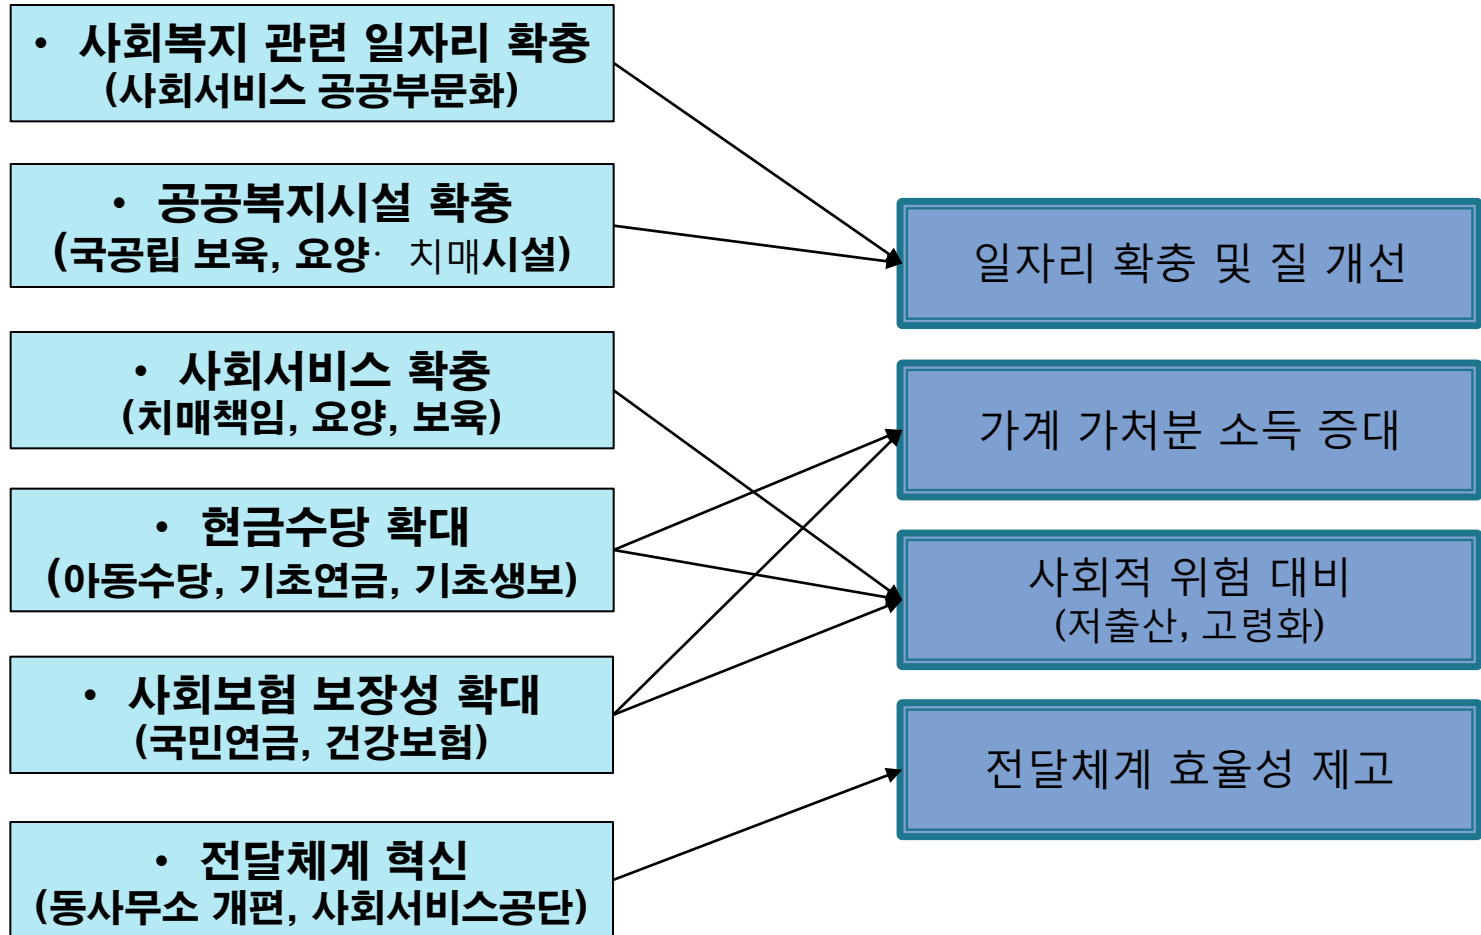 • 사회복지 관련 일자리 확충
(사회서비스 공공부문화)
• 공공복지시설 확충
(국공립 보육, 요양· 치매시설)
• 사회서비스 확충
(치매책임, 요양, 보육)
• 현금수당 확대
(아동수당, 기초연금, 기초생보)
• 사회보험 보장성 확대
(국민연금, 건강보험)
• 전달체계 혁신
(동사무소 개편, 사회서비스공단)
일자리 확충 및 질 개선
가계 가처분 소득 증대
사회적 위험 대비
(저출산, 고령화)
전달체계 효율성 제고